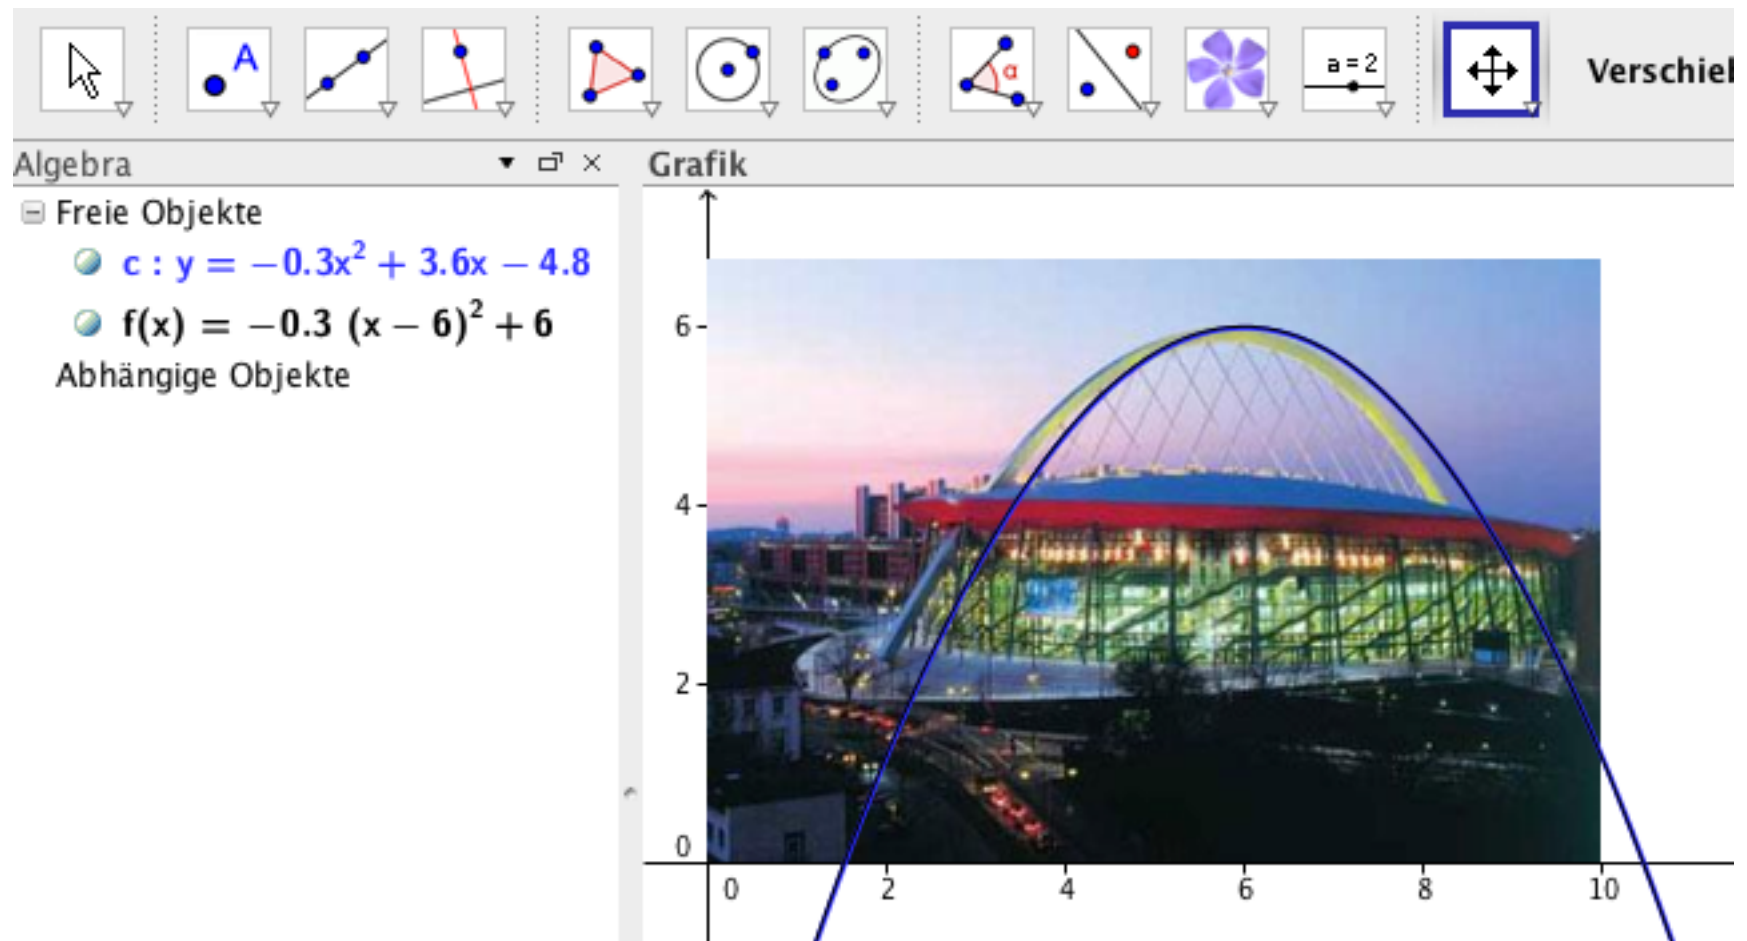 A
α
a = 2
Verschie
Algebra
Grafik
Freie Objekte
c : y = −0.3x² + 3.6x − 4.8
f(x) = −0.3 (x − 6)² + 6
Abhängige Objekte
6
4
2
0
0 2 4 6 8 10